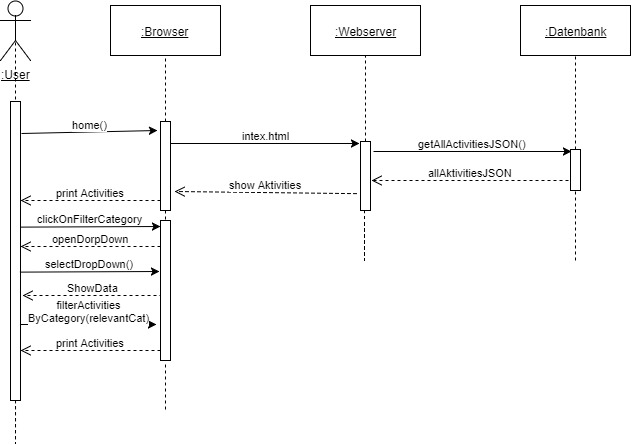 :Browser
:Webserver
:Datenbank
:User
home()
intex.html
getAllActivitiesJSON()
allAktivitiesJSON
show Aktivities
print Activities
clickOnFilterCategory
openDorpDown
selectDropDown()
ShowData
filterActivities
ByCategory(relevantCat)
print Activities